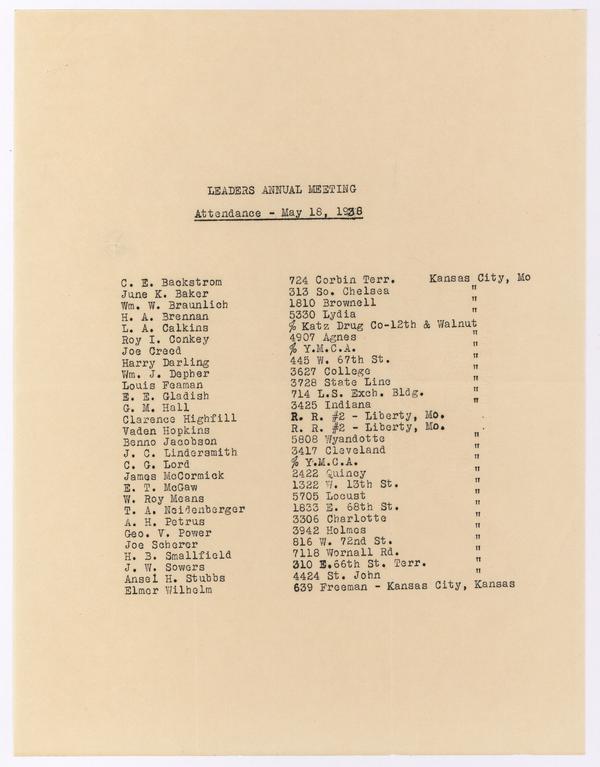 LEADERS ANNUAL MEETING
Attendance - May 18, 1938
C. E. Backstrom 724 Corbin Terr. Kansas City, Mo
June K. Baker 313 So. Chelsea "
Wm. W. Braunlich 1810 Brownell "
H. A. Brennan 5330 Lydia "
L. A. Calkins % Katz Drug Co-12th & Walnut
Roy I. Conkey 4907 Agnes "
Joe Creed % Y.M.C.A. "
Harry Darling 445 W. 67th St. "
Wm. J. Depher 3627 College "
Louis Feaman 3728 State Line "
E. E. Gladish 714 L.S. Exch. Bldg. "
G. M. Hall 3425 Indiana "
Clarence Highfill R. R. #2 - Liberty, Mo.
Vaden Hopkins R. R. #2 - Liberty, Mo.
Benno Jacobson 5808 Wyandotte "
J. C. Lindersmith 3417 Cleveland "
C. G. Lord % Y.M.C.A. "
James McCormick 2422 Quincy "
E. T. McGaw 1322 W. 13th St. "
W. Roy Means 5705 Locust "
T. A. Neidenberger 1833 E. 68th St. "
A. H. Petrus 3306 Charlotte "
Geo. V. Power 3942 Holmes "
Joe Scherer 816 W. 72nd St. "
H. B. Smallfield 7118 Wornall Rd. "
J. W. Sowers 310 E.66th St. Terr. "
Ansel H. Stubbs 4424 St. John "
Elmer Wilhelm 639 Freeman - Kansas City, Kansas